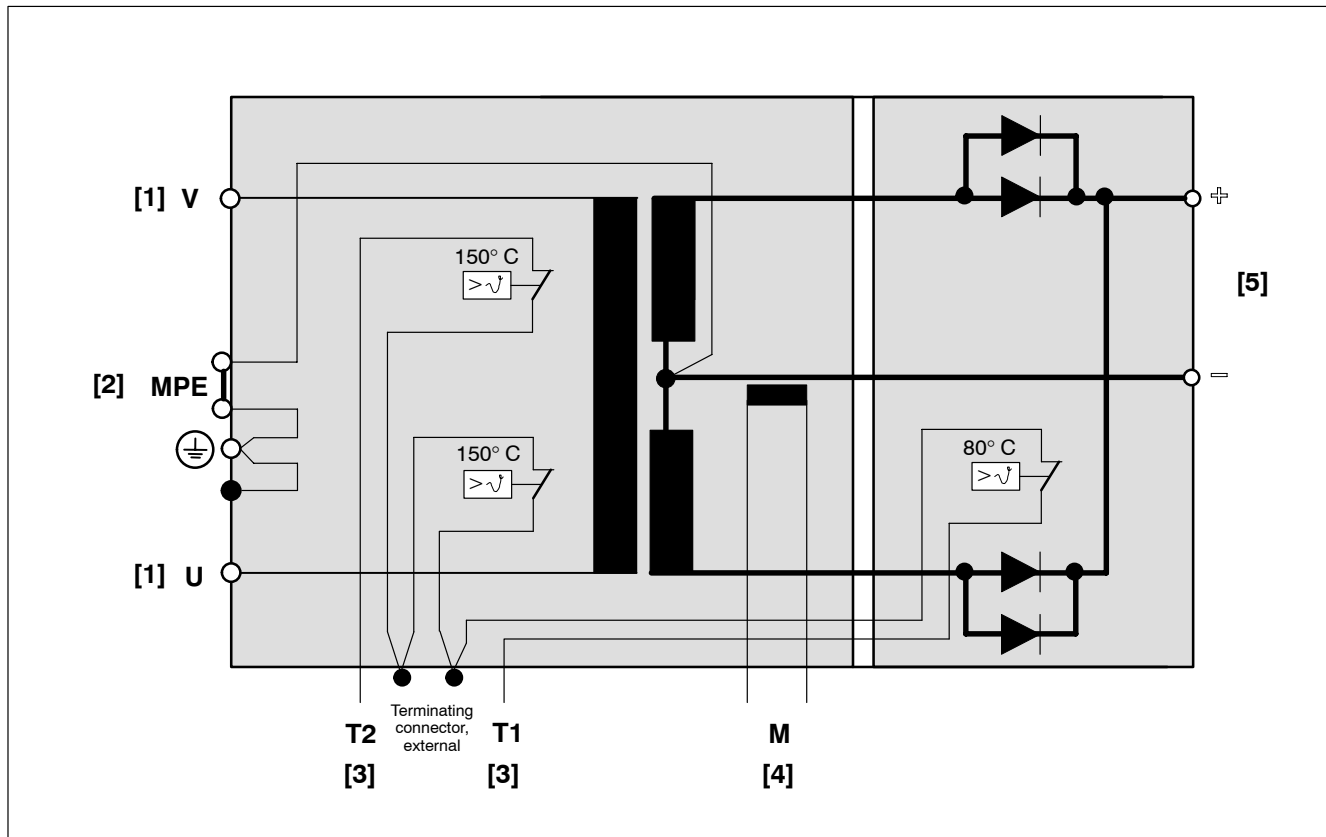 [1] V
150° C
>ϑ
[2] MPE
150° C
>ϑ
80° C
>ϑ
[1] U
+
[5]
−
T2
[3]
Terminating
connector,
external
T1
[3]
M
[4]